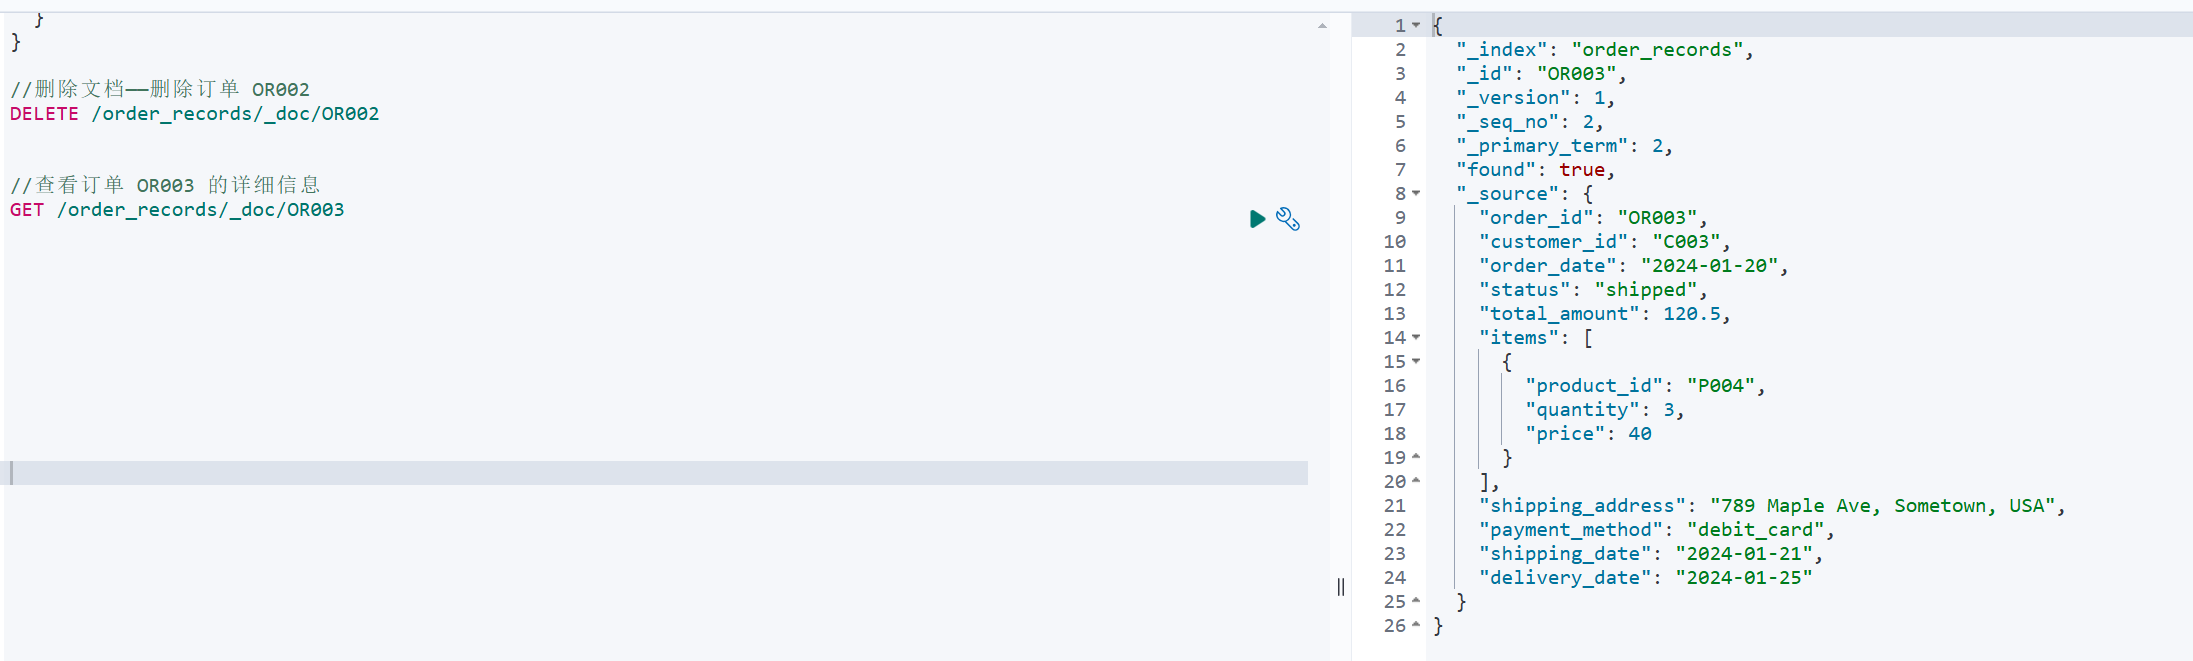 }
}
//删除文档——删除订单 OR002
DELETE /order_records/_doc/OR002
//查看订单 OR003 的详细信息
GET /order_records/_doc/OR003
1 {
2 "_index": "order_records",
3 "_id": "OR003",
4 "_version": 1,
5 "_seq_no": 2,
6 "_primary_term": 2,
7 "found": true,
8 "_source": {
9 "order_id": "OR003",
10 "customer_id": "C003",
11 "order_date": "2024-01-20",
12 "status": "shipped",
13 "total_amount": 120.5,
14 "items": [
15 {
16 "product_id": "P004",
17 "quantity": 3,
18 "price": 40
19 }
20 ],
21 "shipping_address": "789 Maple Ave, Sometown, USA",
22 "payment_method": "debit_card",
23 "shipping_date": "2024-01-21",
24 "delivery_date": "2024-01-25"
25 }
26 }